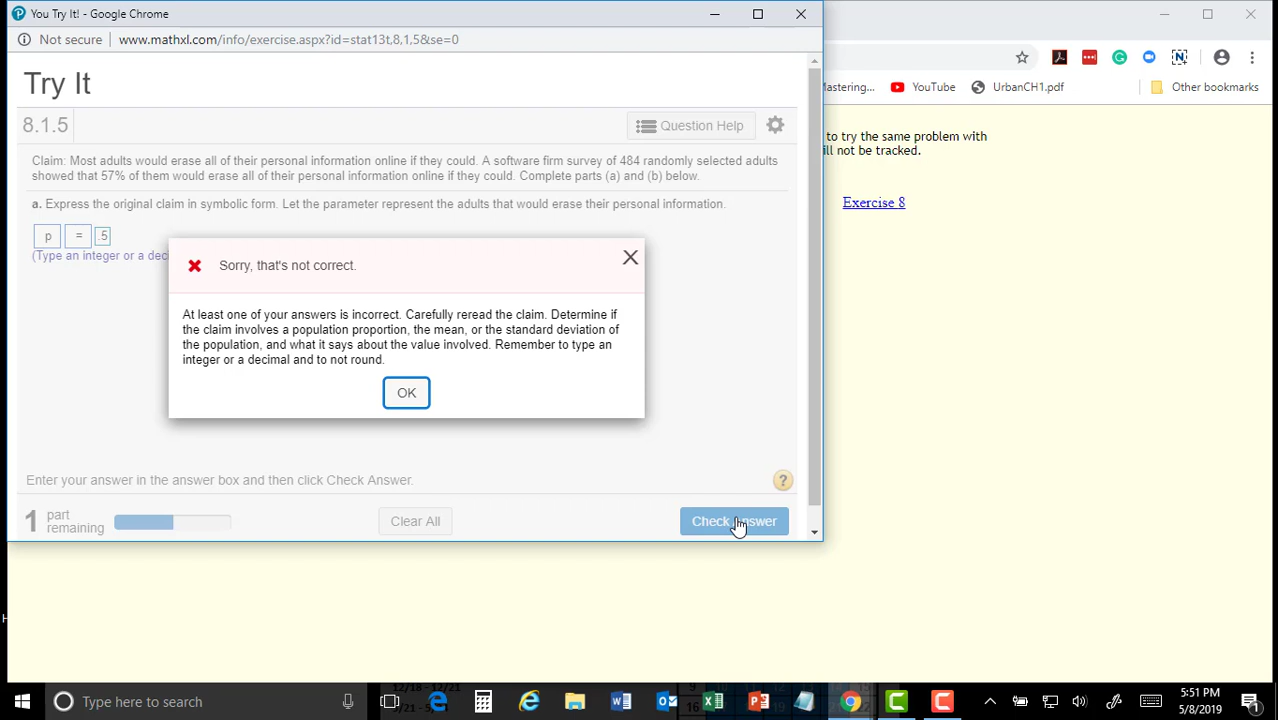 You Try It! - Google Chrome
Not secure | www.mathxl.com/info/exercise.aspx?id=stat13t,8,1,5&se=0
Mastering...
YouTube
UrbanCH1.pdf
Other bookmarks
Try It
8.1.5
Question Help
to try the same problem with
ill not be tracked.
Exercise 8
Claim: Most adults would erase all of their personal information online if they could. A software firm survey of 484 randomly selected adults
showed that 57% of them would erase all of their personal information online if they could. Complete parts (a) and (b) below.
a. Express the original claim in symbolic form. Let the parameter represent the adults that would erase their personal information.
p = .5
(Type an integer or a deci
Sorry, that's not correct.
At least one of your answers is incorrect. Carefully reread the claim. Determine if
the claim involves a population proportion, the mean, or the standard deviation of
the population, and what it says about the value involved. Remember to type an
integer or a decimal and to not round.
OK
Enter your answer in the answer box and then click Check Answer.
?
1 part
remaining
Clear All
Check Answer
Type here to search
12/18 - 12/21
5:51 PM
5/8/2019